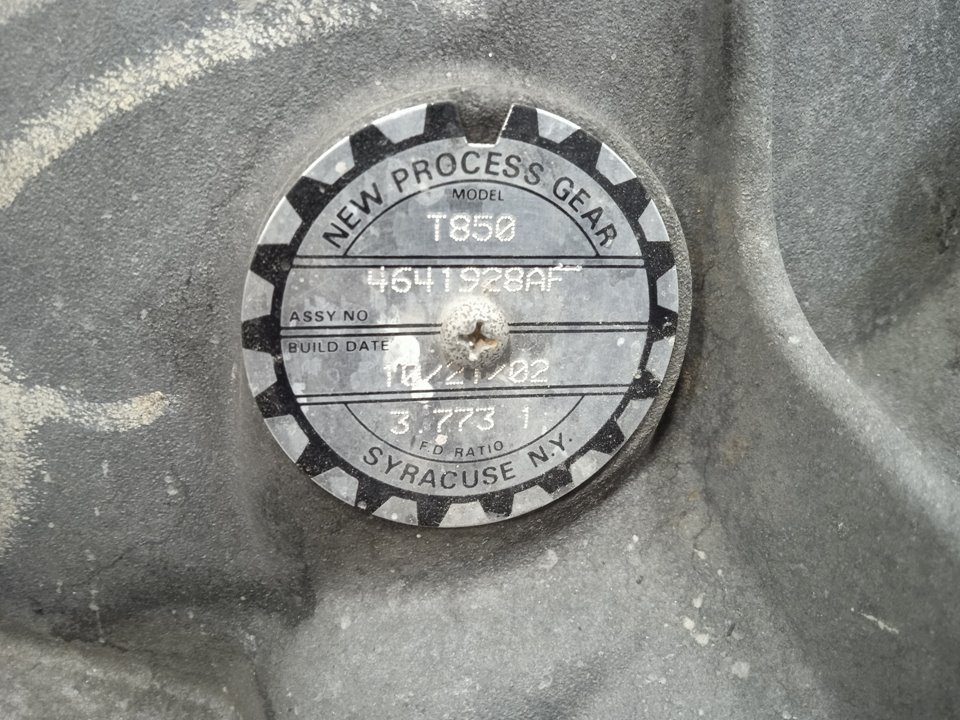 NEW PROCESS GEAR
MODEL
T850
4641928AF
ASSY NO
BUILD DATE
10/21/02
3.773 1
F.D. RATIO
SYRACUSE N.Y.